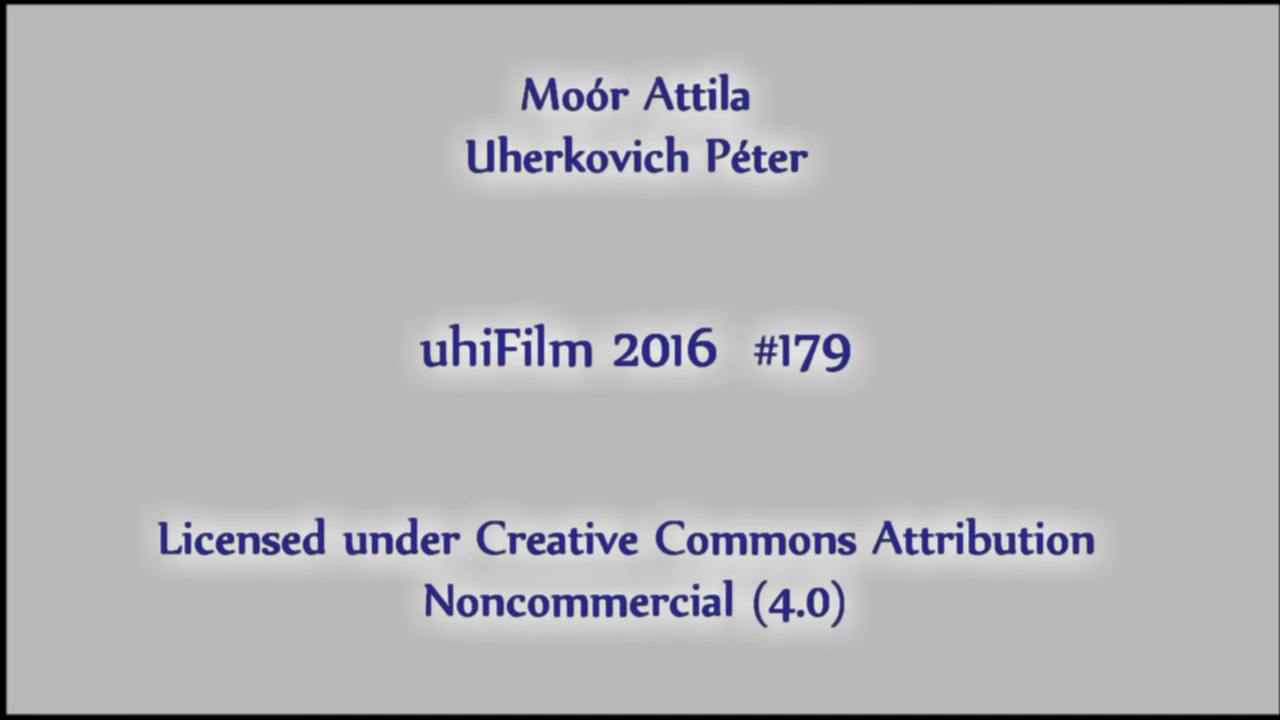 Moór Attila
Uherkovich Péter
uhiFilm 2016 #179
Licensed under Creative Commons Attribution
Noncommercial (4.0)